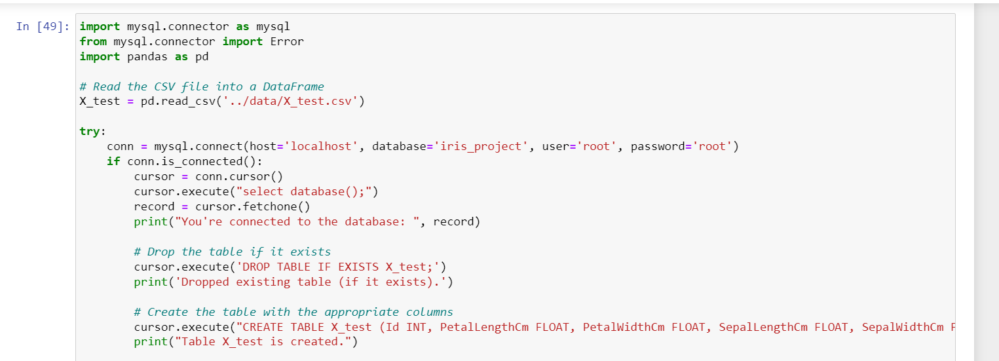 In [49]: import mysql.connector as mysql
from mysql.connector import Error
import pandas as pd
# Read the CSV file into a DataFrame
X_test = pd.read_csv('../data/X_test.csv')
try:
    conn = mysql.connect(host='localhost', database='iris_project', user='root', password='root')
    if conn.is_connected():
        cursor = conn.cursor()
        cursor.execute("select database();")
        record = cursor.fetchone()
        print("You're connected to the database: ", record)
        # Drop the table if it exists
        cursor.execute('DROP TABLE IF EXISTS X_test;')
        print('Dropped existing table (if it exists).')
        # Create the table with the appropriate columns
        cursor.execute("CREATE TABLE X_test (Id INT, PetalLengthCm FLOAT, PetalWidthCm FLOAT, SepalLengthCm FLOAT, SepalWidthCm F
        print("Table X_test is created.")